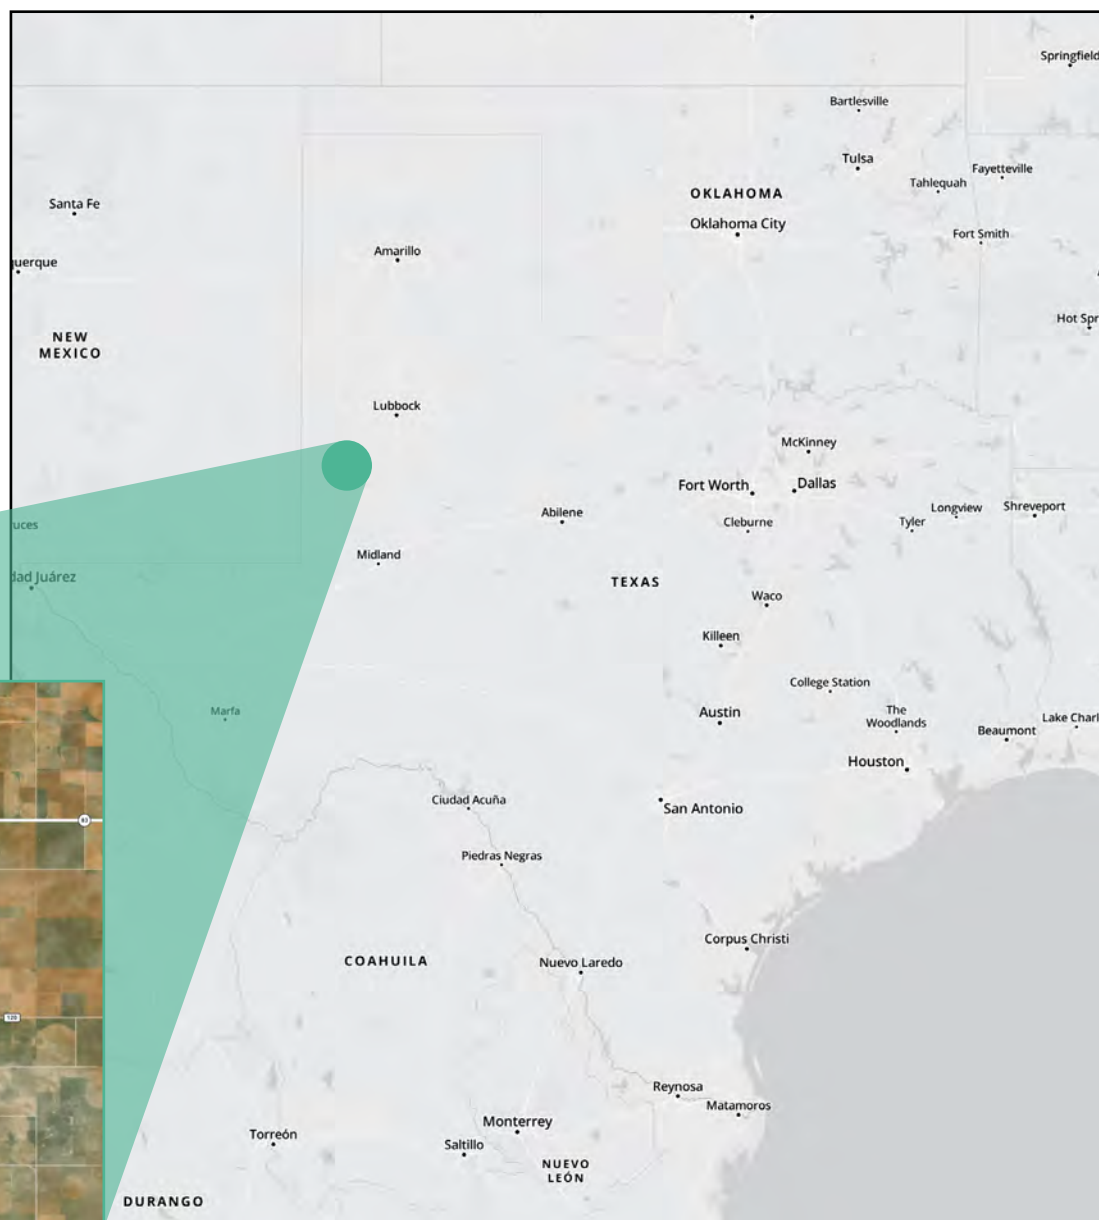 Springfield
Bartlesville
Tulsa
Fayetteville
Tahlequah
OKLAHOMA
Santa Fe
Oklahoma City
Fort Smith
Amarillo
querque
Hot Spr
NEW
MEXICO
Lubbock
McKinney
Fort Worth
Dallas
Abilene
Longview
Shreveport
Cleburne
Tyler
uces
Midland
dad Juárez
TEXAS
Waco
Killeen
College Station
Marfa
Austin
The
Woodlands
Lake Charl
Beaumont
Houston
Ciudad Acuña
San Antonio
Piedras Negras
Corpus Christi
COAHUILA
Nuevo Laredo
Reynosa
Matamoros
Monterrey
Torreón
Saltillo
NUEVO
LEÓN
DURANGO